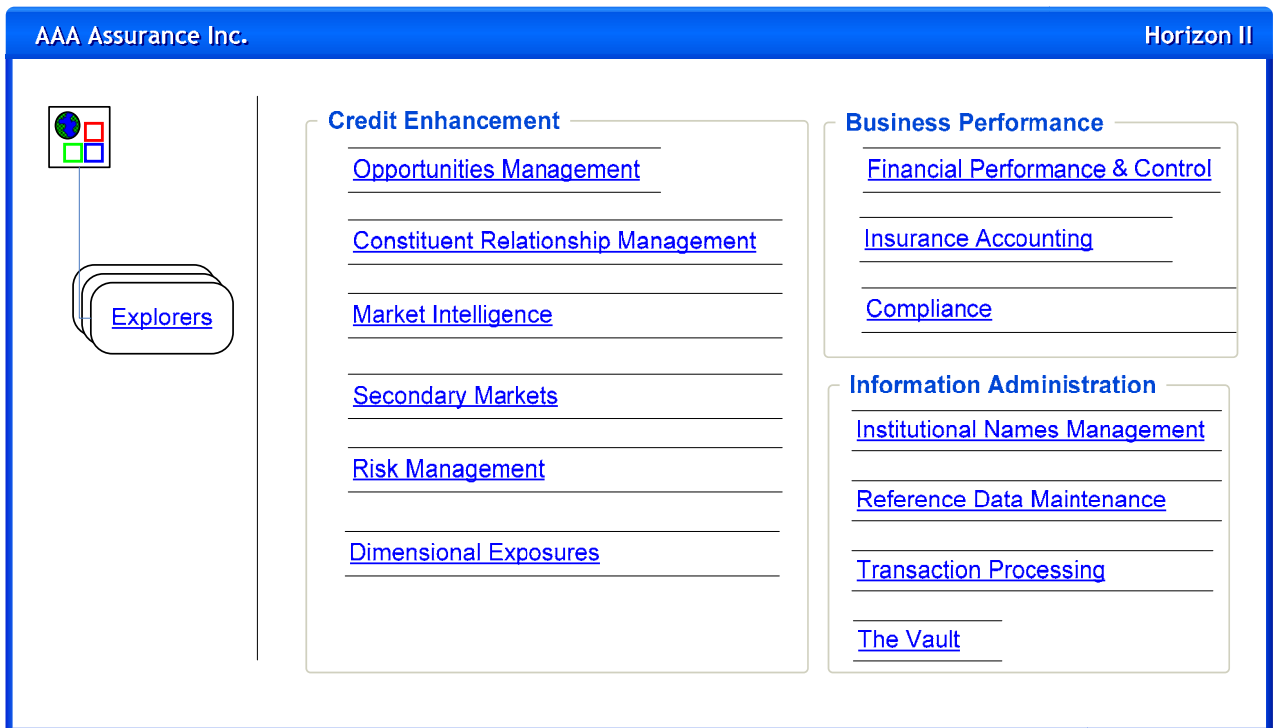 AAA Assurance Inc.
Horizon II
Explorers
Credit Enhancement
Opportunities Management
Constituent Relationship Management
Market Intelligence
Secondary Markets
Risk Management
Dimensional Exposures
Business Performance
Financial Performance & Control
Insurance Accounting
Compliance
Information Administration
Institutional Names Management
Reference Data Maintenance
Transaction Processing
The Vault